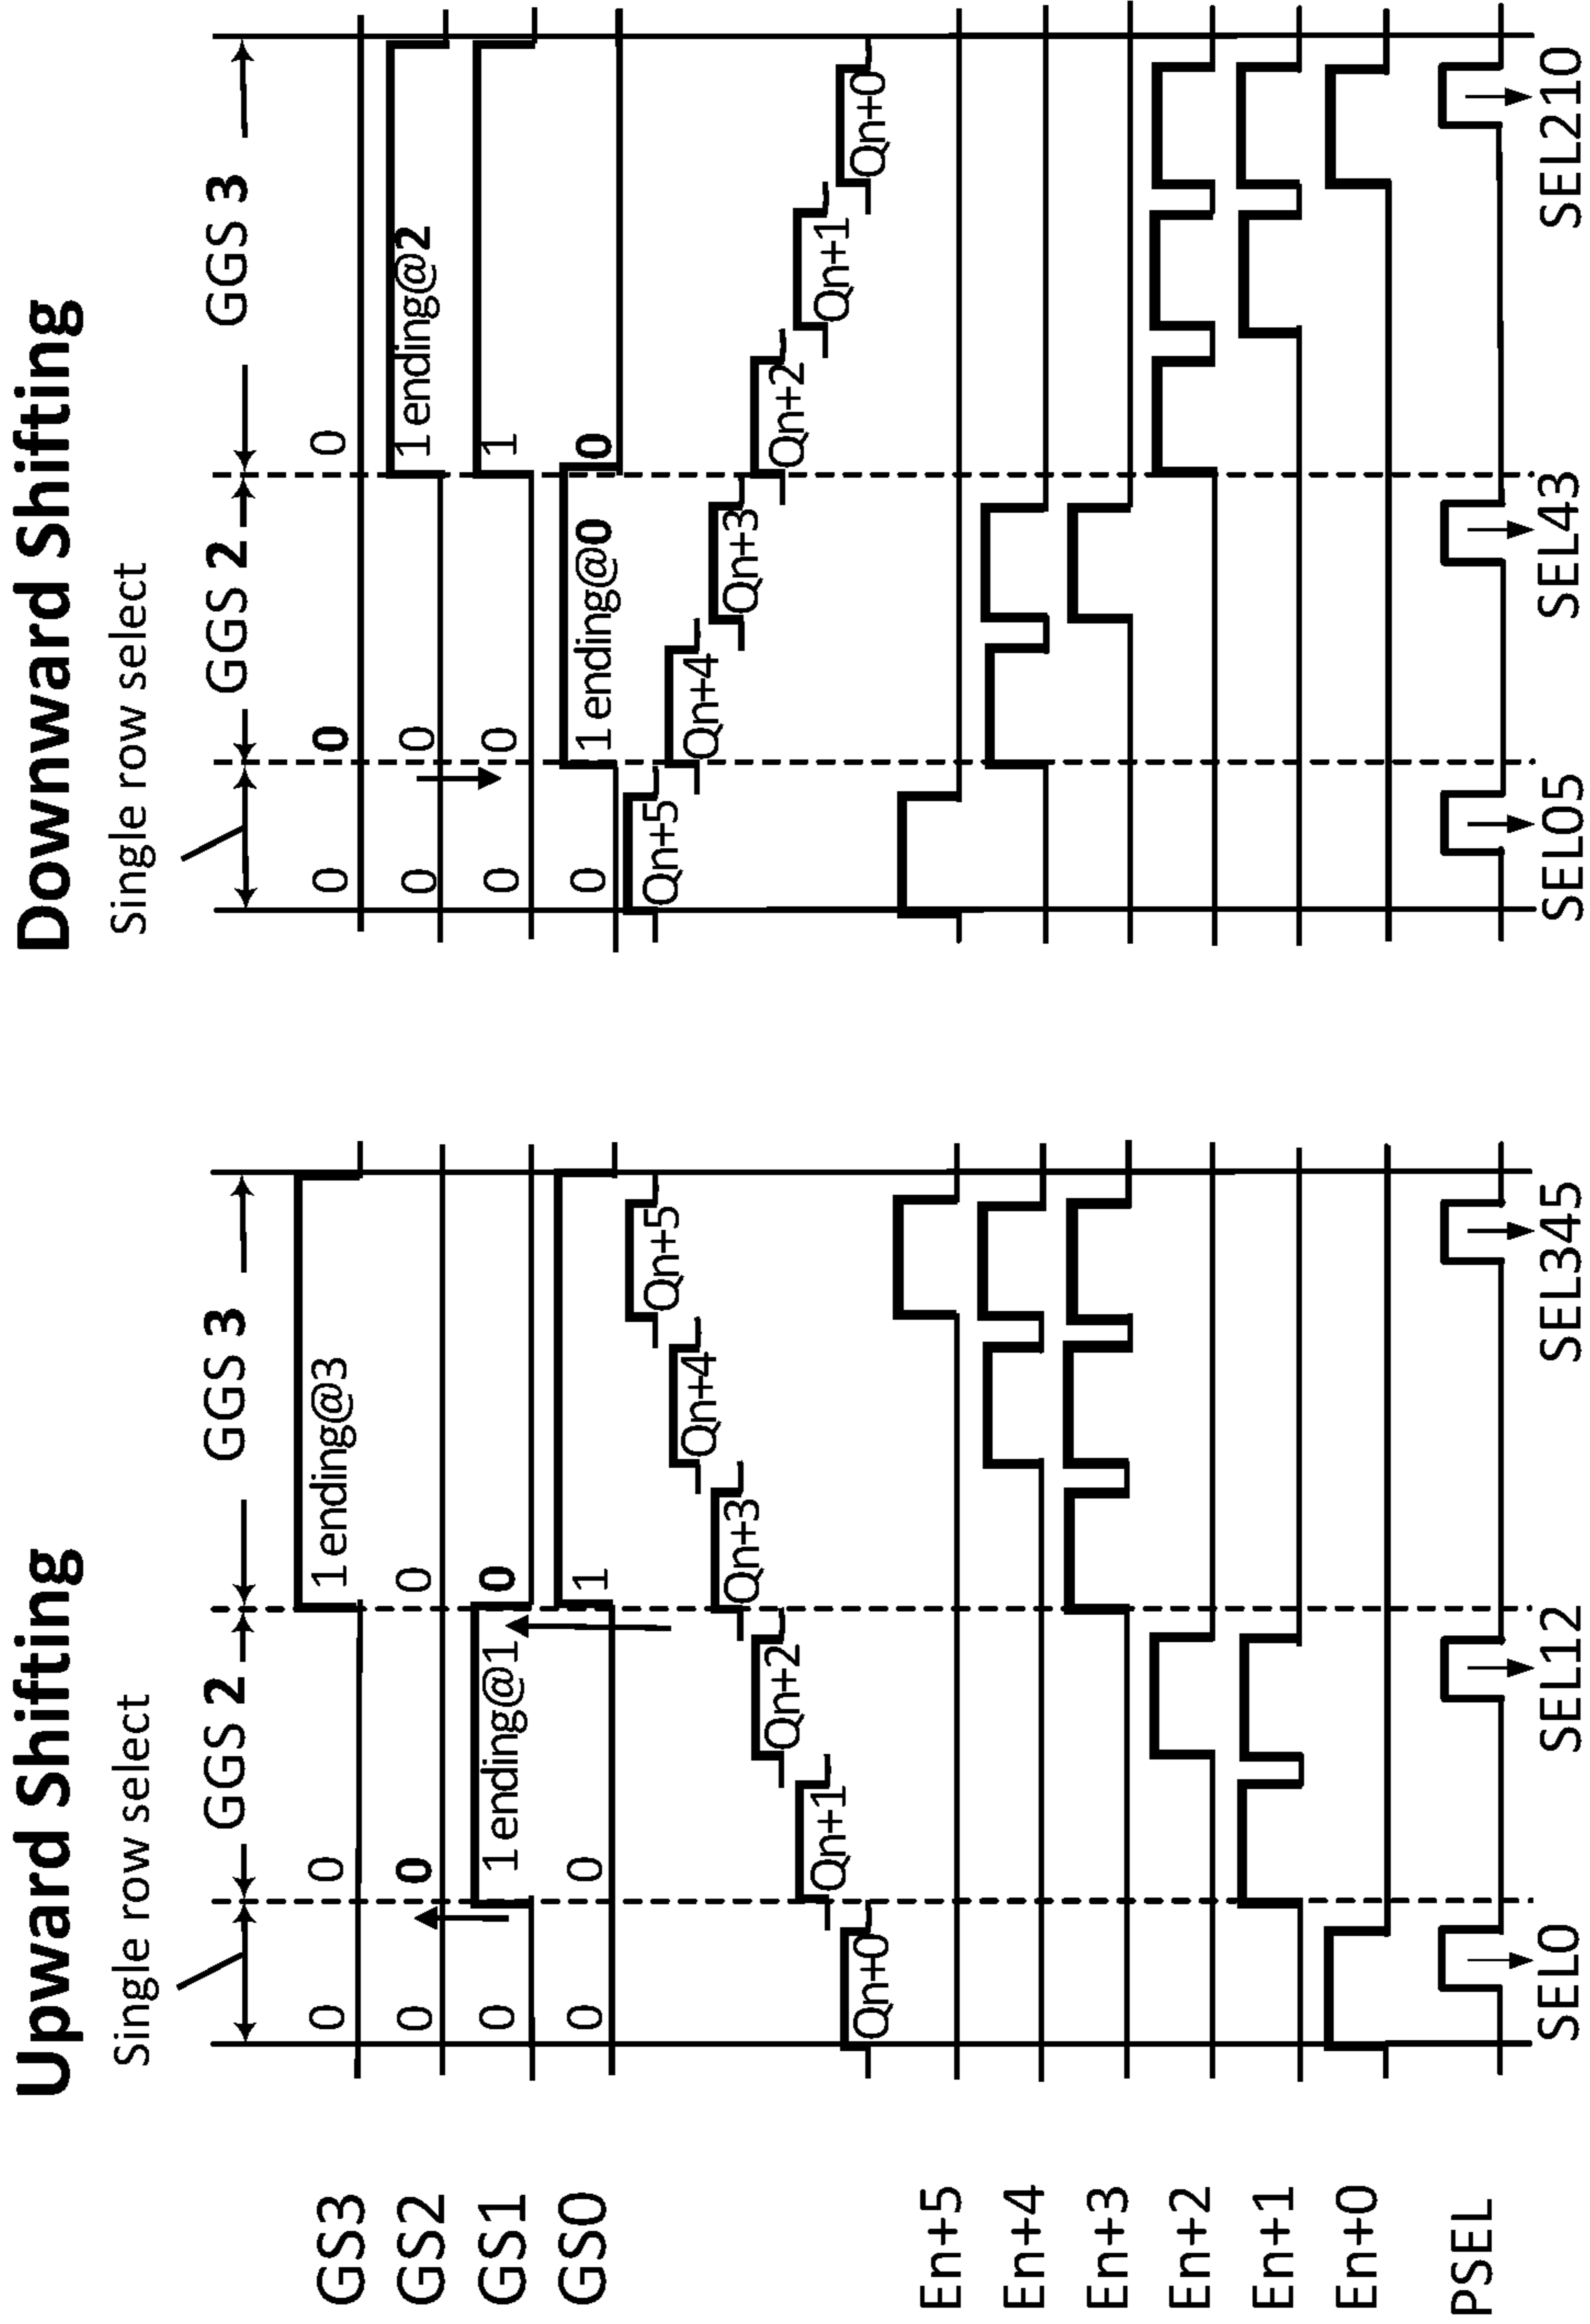 Upward Shifting
Single row select
GGS 2
GGS 3
GS3
0
0
1 ending@3
GS2
0
0
0
GS1
0
1 ending@1
0
GS0
0
0
1
Qn+5
Qn+4
Qn+3
Qn+2
Qn+1
Qn+0
En+5
En+4
En+3
En+2
En+1
En+0
PSEL
SEL0
SEL12
SEL345
Downward Shifting
Single row select
GGS 2
GGS 3
0
0
0
0
0
1 ending@2
0
0
1
0
1 ending@0
0
Qn+5
Qn+4
Qn+3
Qn+2
Qn+1
Qn+0
SEL05
SEL43
SEL210